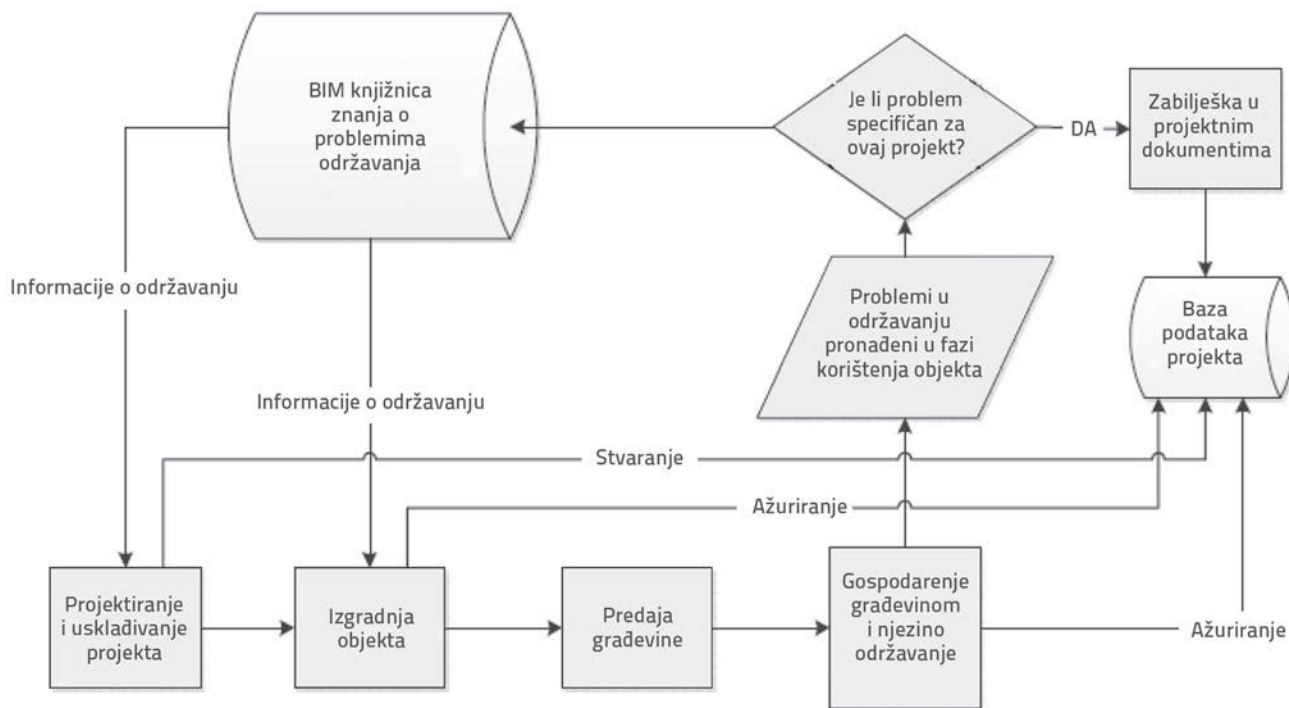 BIM knjižnica
znanja o
problemima
održavanja
Je li problem
specifičan za
ovaj projekt?
DA
Zabilješka u
projektnim
dokumentima
Informacije o održavanju
Problemi u
održavanju
pronađeni u fazi
korištenja objekta
Baza
podataka
projekta
Informacije o održavanju
Stvaranje
Ažuriranje
Projektiranje
i usklađivanje
projekta
Izgradnja
objekta
Predaja
građevine
Gospodarenje
građevinom
i njezino
održavanje
Ažuriranje